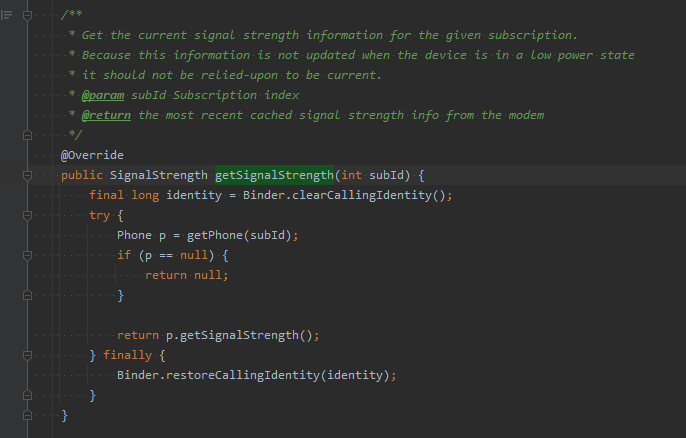 /**
* Get the current signal strength information for the given subscription.
* Because this information is not updated when the device is in a low power state
* it should not be relied-upon to be current.
* @param subId Subscription index
* @return the most recent cached signal strength info from the modem
*/
@Override
public SignalStrength getSignalStrength(int subId) {
final long identity = Binder.clearCallingIdentity();
try {
Phone p = getPhone(subId);
if (p == null) {
return null;
}
return p.getSignalStrength();
} finally {
Binder.restoreCallingIdentity(identity);
}
}